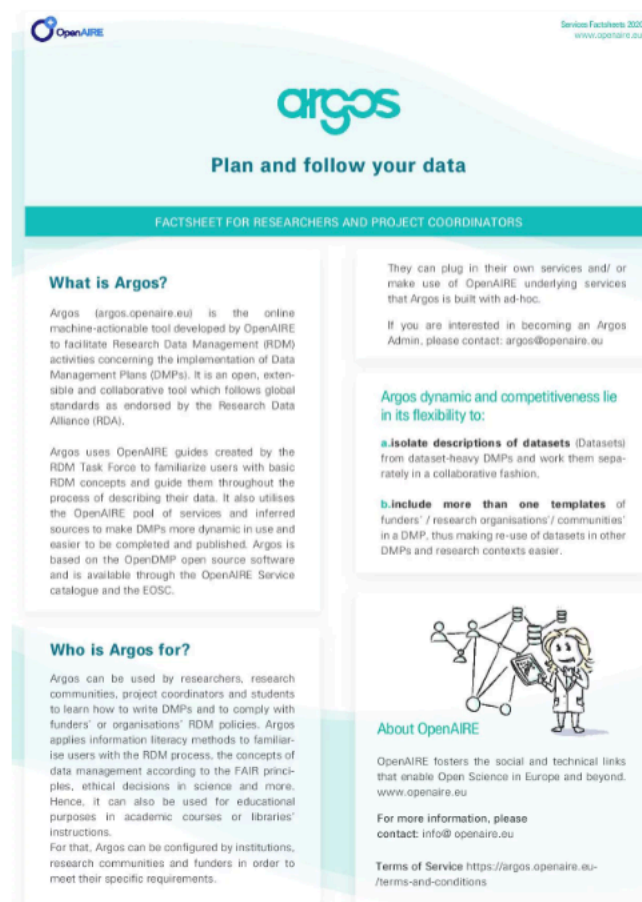 OpenAIRE
Services Factsheets 2020
www.openaire.eu
argos
Plan and follow your data
FACTSHEET FOR RESEARCHERS AND PROJECT COORDINATORS
What is Argos?
Argos (argos.openaire.eu) is the online
machine-actionable tool developed by OpenAIRE
to facilitate Research Data Management (RDM)
activities concerning the implementation of Data
Management Plans (DMPs). It is an open, exten-
sible and collaborative tool which follows global
standards as endorsed by the Research Data
Alliance (RDA).
Argos uses OpenAIRE guides created by the
RDM Task Force to familiarize users with basic
RDM concepts and guide them throughout the
process of describing their data. It also utilises
the OpenAIRE pool of services and inferred
sources to make DMPs more dynamic in use and
easier to be completed and published. Argos is
based on the OpenDMP open source software
and is available through the OpenAIRE Service
catalogue and the EOSC.
Who is Argos for?
Argos can be used by researchers, research
communities, project coordinators and students
to learn how to write DMPs and to comply with
funders' or organisations' RDM policies. Argos
applies information literacy methods to familiar-
ise users with the RDM process, the concepts of
data management according to the FAIR princi-
ples, ethical decisions in science and more.
Hence, it can also be used for educational
purposes in academic courses or libraries'
instructions.
For that, Argos can be configured by institutions,
research communities and funders in order to
meet their specific requirements.
They can plug in their own services and/ or
make use of OpenAIRE underlying services
that Argos is built with ad-hoc.
If you are interested in becoming an Argos
Admin, please contact: argos@openaire.eu
Argos dynamic and competitiveness lie
in its flexibility to:
a.isolate descriptions of datasets (Datasets)
from dataset-heavy DMPs and work them sepa-
rately in a collaborative fashion.
b.include more than one templates of
funders' / research organisations'/ communities'
in a DMP, thus making re-use of datasets in other
DMPs and research contexts easier.
About OpenAIRE
OpenAIRE fosters the social and technical links
that enable Open Science in Europe and beyond.
www.openaire.eu
For more information, please
contact: info@ openaire.eu
Terms of Service https://argos.openaire.eu-
/terms-and-conditions